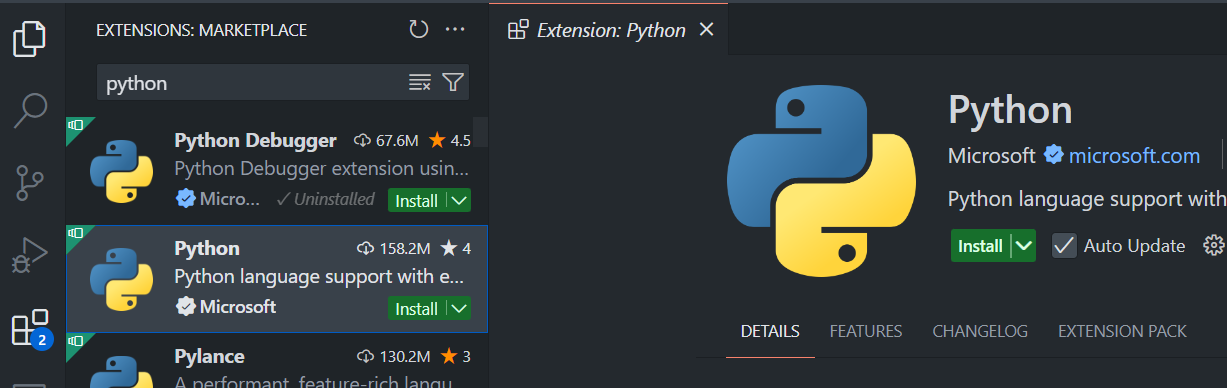 EXTENSIONS: MARKETPLACE
python
Python Debugger 67.6M 4.5
Python Debugger extension usin...
Micro... ✓Uninstalled Install
Python 158.2M 4
Python language support with e...
Microsoft Install
Pylance 130.2M 3
A performant, feature-rich langu
2
Extension: Python
Python
Microsoft microsoft.com
Python language support with
Install Auto Update
DETAILS FEATURES CHANGELOG EXTENSION PACK